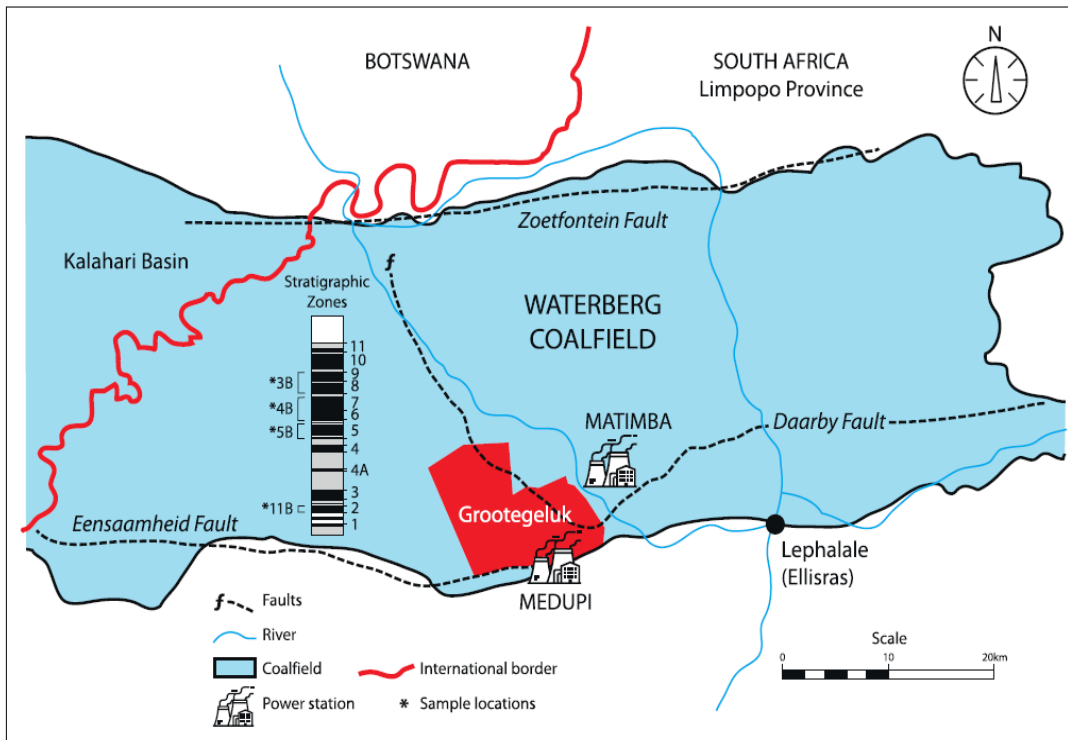 BOTSWANA
SOUTH AFRICA
Limpopo Province
N
Zoetfontein Fault
Kalahari Basin
f
Stratigraphic
Zones
WATERBERG
COALFIELD
11
10
9
*3B
8
7
*4B
6
*5B
5
4
4A
3
*11B
2
1
MATIMBA
Daarby Fault
Grootegeluk
Eensaamheid Fault
MEDUPI
Lephalale
(Ellisras)
f Faults
River
Coalfield
International border
Power station
* Sample locations
Scale
0 10 20km